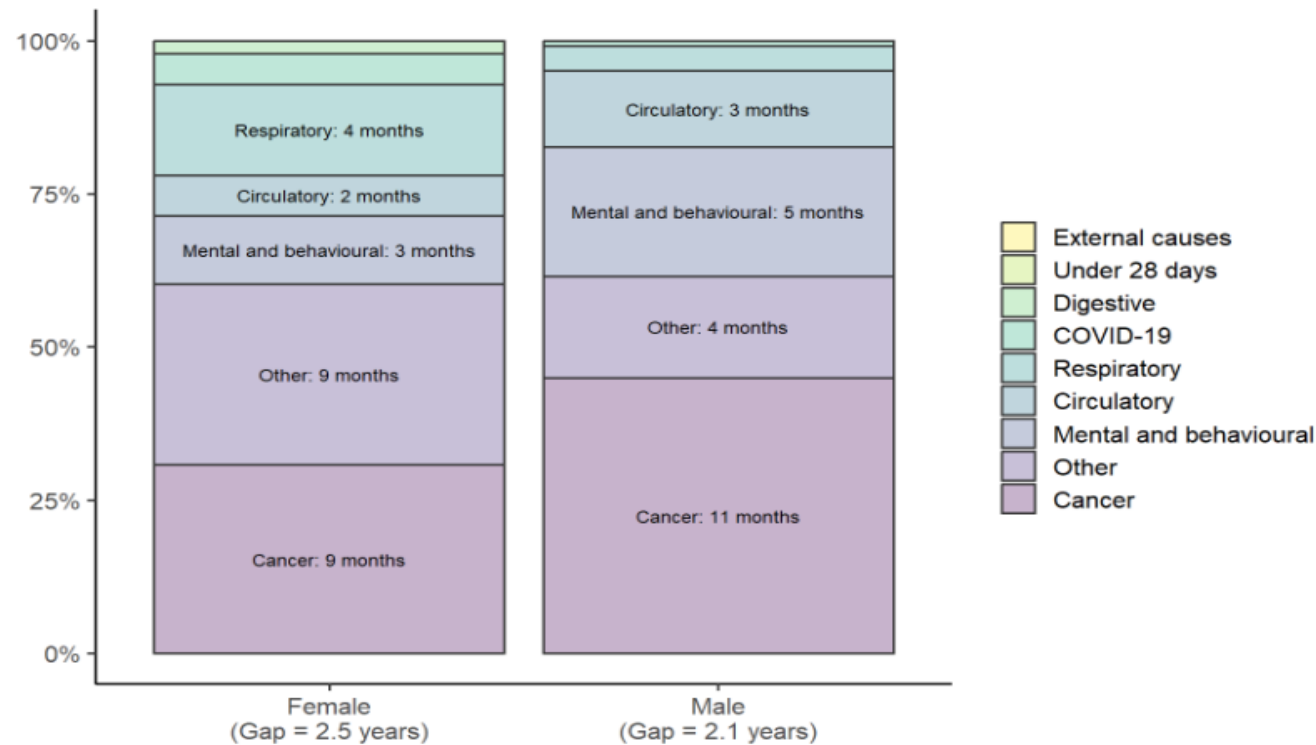 100%
75%
50%
25%
0%
Respiratory: 4 months
Circulatory: 2 months
Mental and behavioural: 3 months
Other: 9 months
Cancer: 9 months
Circulatory: 3 months
Mental and behavioural: 5 months
Other: 4 months
Cancer: 11 months
Female
(Gap = 2.5 years)
Male
(Gap = 2.1 years)
External causes
Under 28 days
Digestive
COVID-19
Respiratory
Circulatory
Mental and behavioural
Other
Cancer